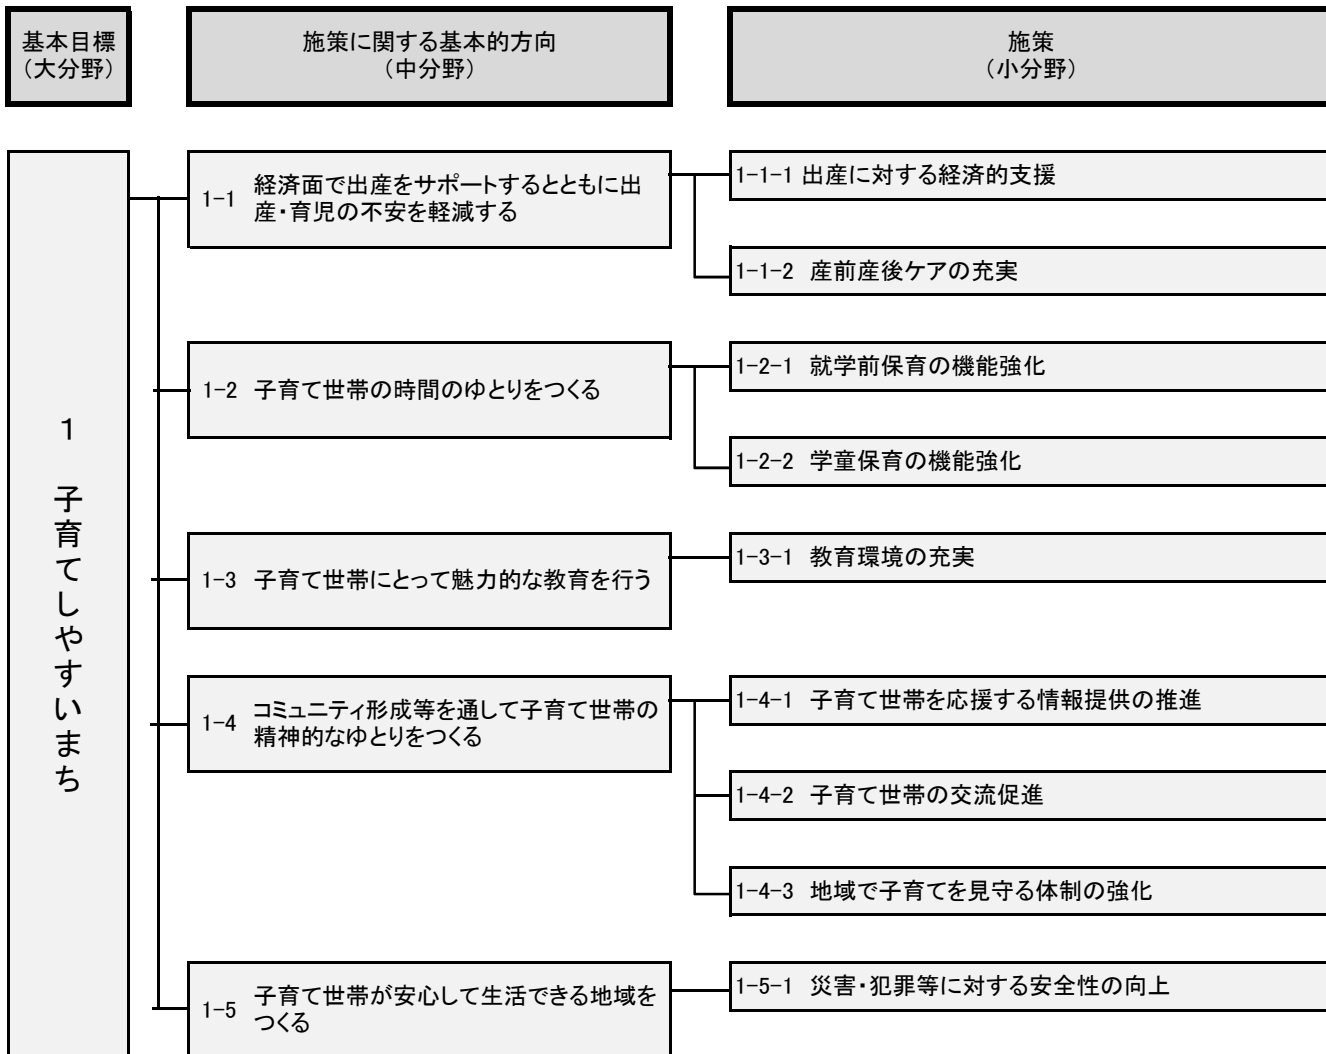 基本目標
（大分野）
施策に関する基本的方向
（中分野）
施策
（小分野）
1 子育てしやすいまち
1-1 経済面で出産をサポートするとともに出
産・育児の不安を軽減する
1-1-1 出産に対する経済的支援
1-1-2 産前産後ケアの充実
1-2 子育て世帯の時間のゆとりをつくる
1-2-1 就学前保育の機能強化
1-2-2 学童保育の機能強化
1-3 子育て世帯にとって魅力的な教育を行う
1-3-1 教育環境の充実
1-4 コミュニティ形成等を通して子育て世帯の
精神的なゆとりをつくる
1-4-1 子育て世帯を応援する情報提供の推進
1-4-2 子育て世帯の交流促進
1-4-3 地域で子育てを見守る体制の強化
1-5 子育て世帯が安心して生活できる地域を
つくる
1-5-1 災害・犯罪等に対する安全性の向上